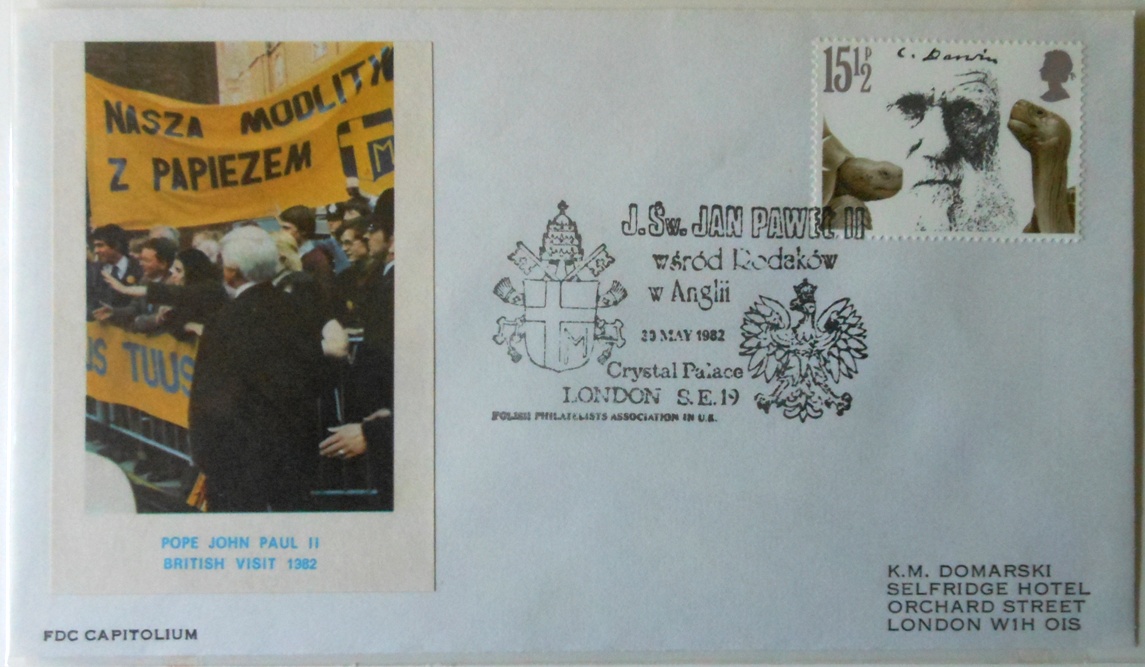 NASZA MODLITW
Z PAPIEZEM
M
US TUUS
POPE JOHN PAUL II
BRITISH VISIT 1982
FDC CAPITOLIUM
15½P
C. Darwin
J.Św. JAN PAWEŁ II
wśród Rodaków
w Anglii
30 MAY 1982
Crystal Palace
LONDON S.E.19
POLISH PHILATELISTS ASSOCIATION IN U.K.
M
K.M. DOMARSKI
SELFRIDGE HOTEL
ORCHARD STREET
LONDON W1H OIS